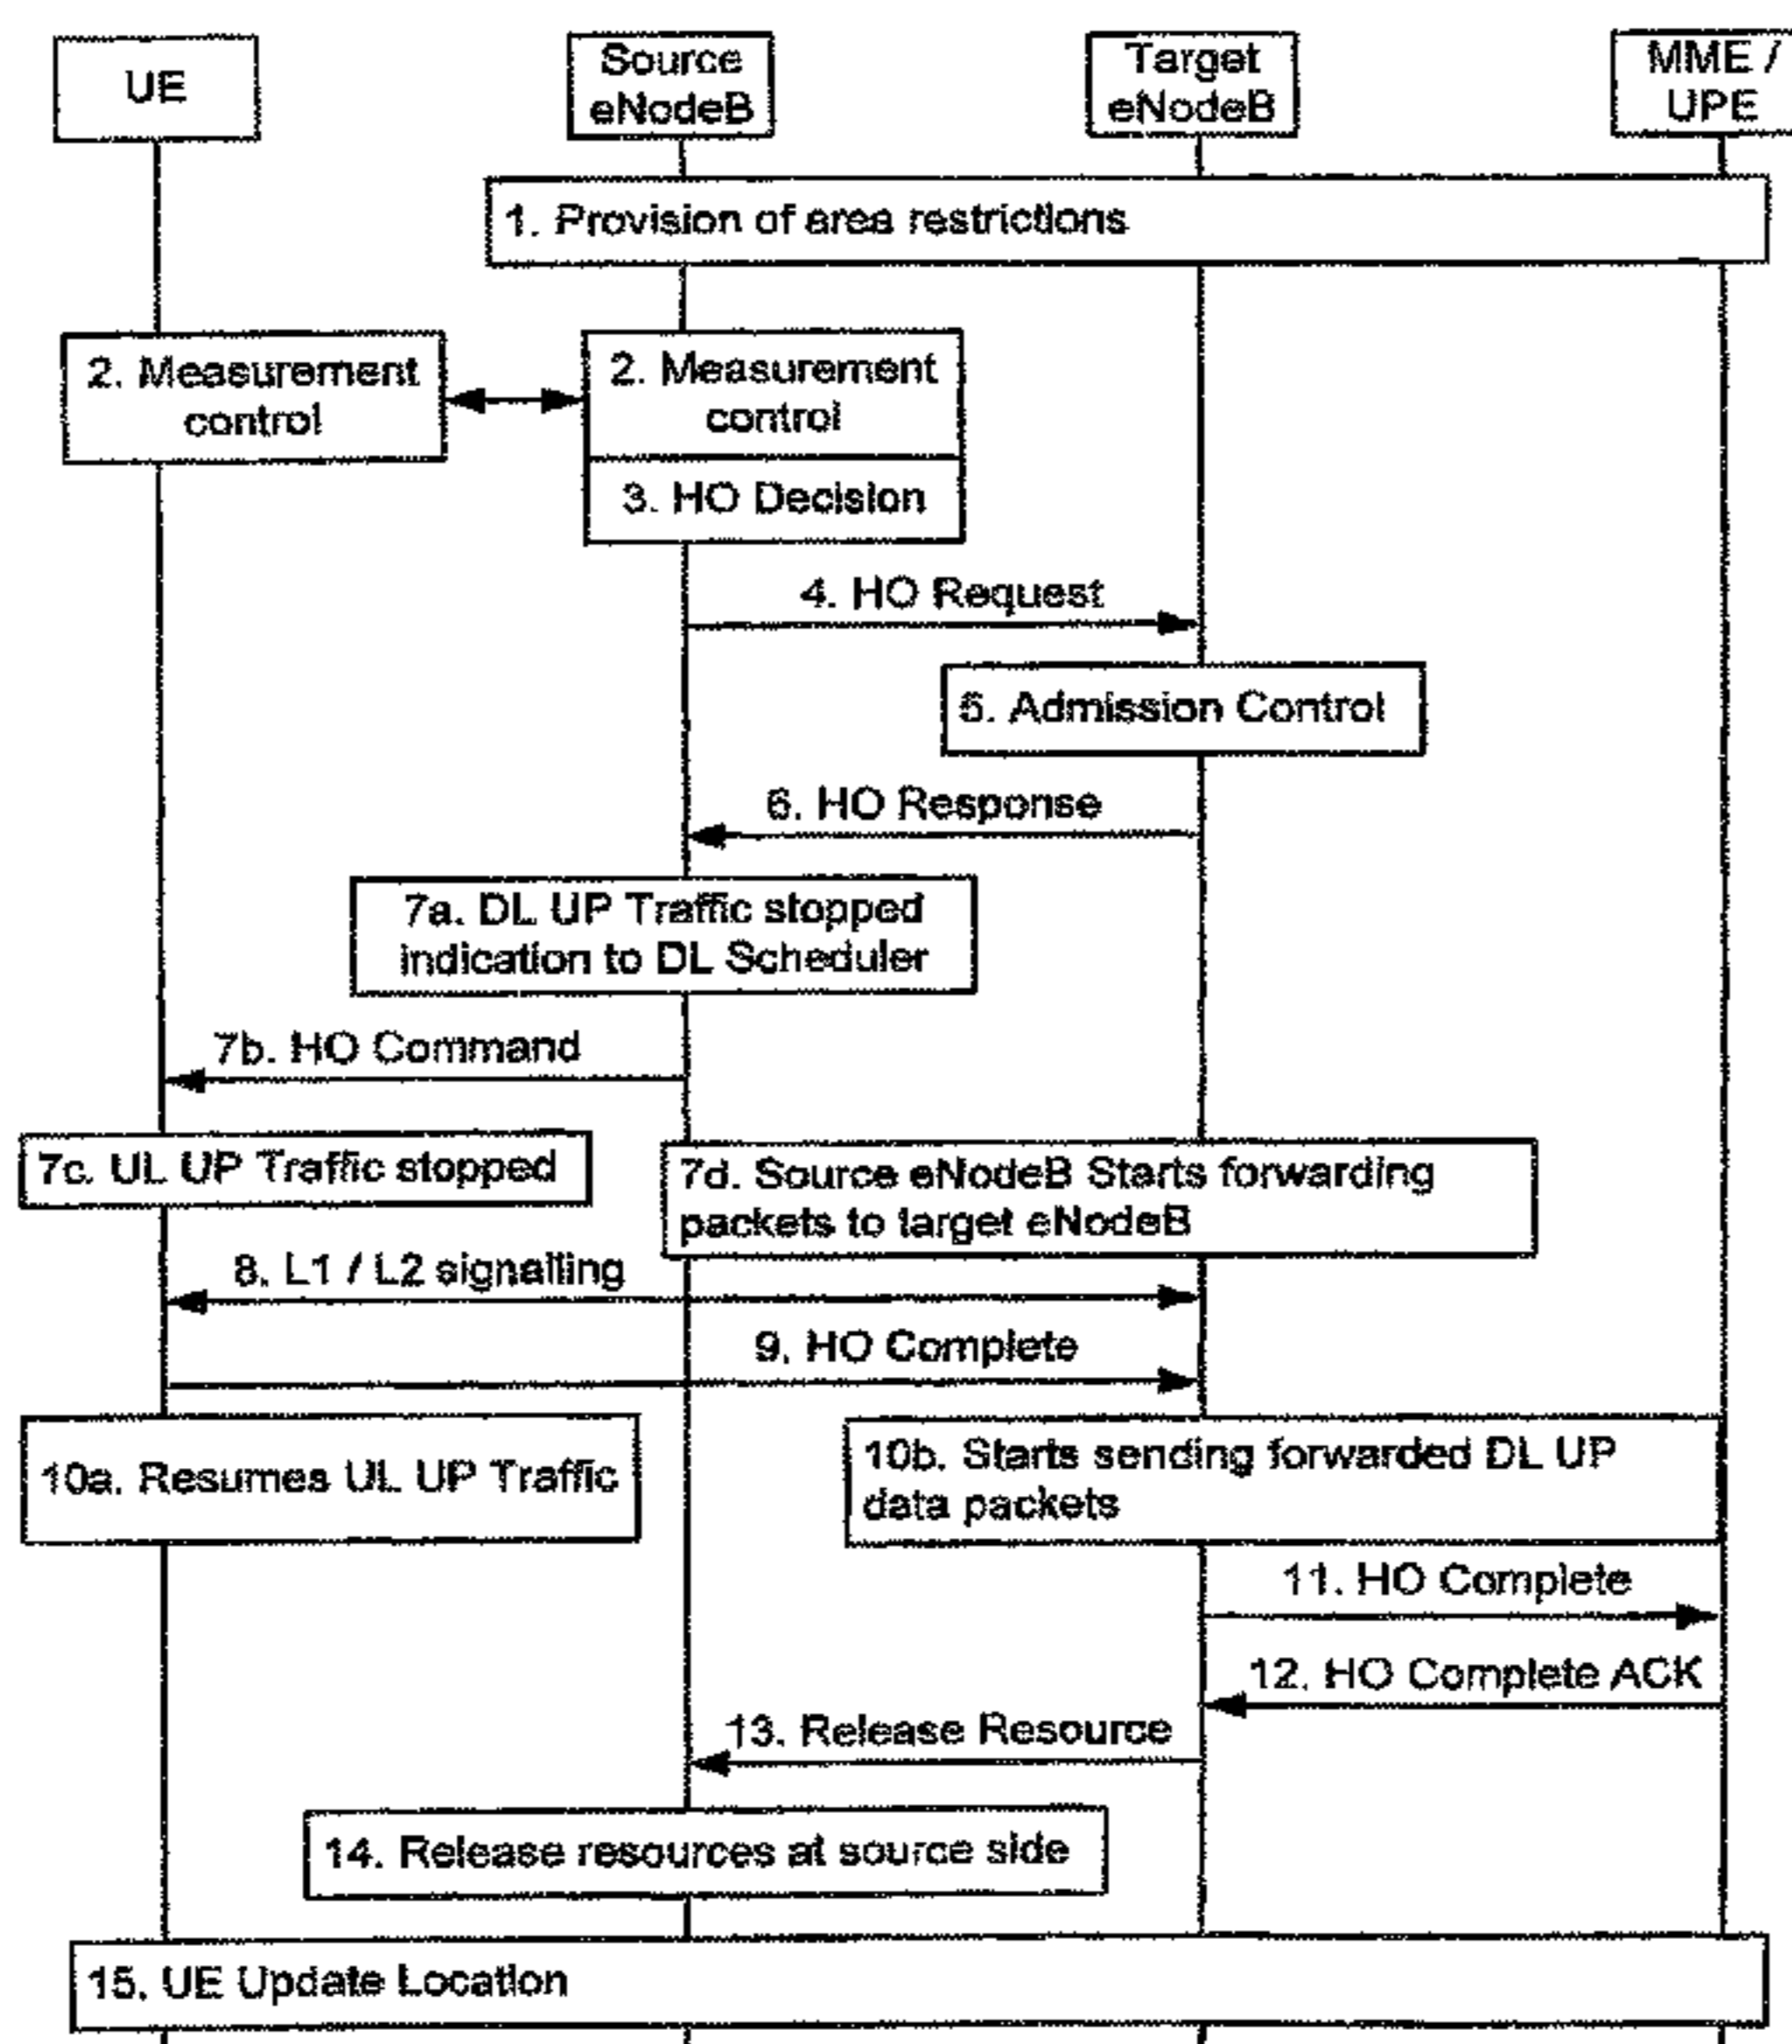 UE
Source
eNodeB
Target
eNodeB
MME /
UPE
1. Provision of area restrictions
2. Measurement
control
2. Measurement
control
3. HO Decision
4. HO Request
5. Admission Control
6. HO Response
7a. DL UP Traffic stopped
indication to DL Scheduler
7b. HO Command
7c. UL UP Traffic stopped
7d. Source eNodeB Starts forwarding
packets to target eNodeB
8. L1 / L2 signalling
9. HO Complete
10a. Resumes UL UP Traffic
10b. Starts sending forwarded DL UP
data packets
11. HO Complete
12. HO Complete ACK
13. Release Resource
14. Release resources at source side
15. UE Update Location